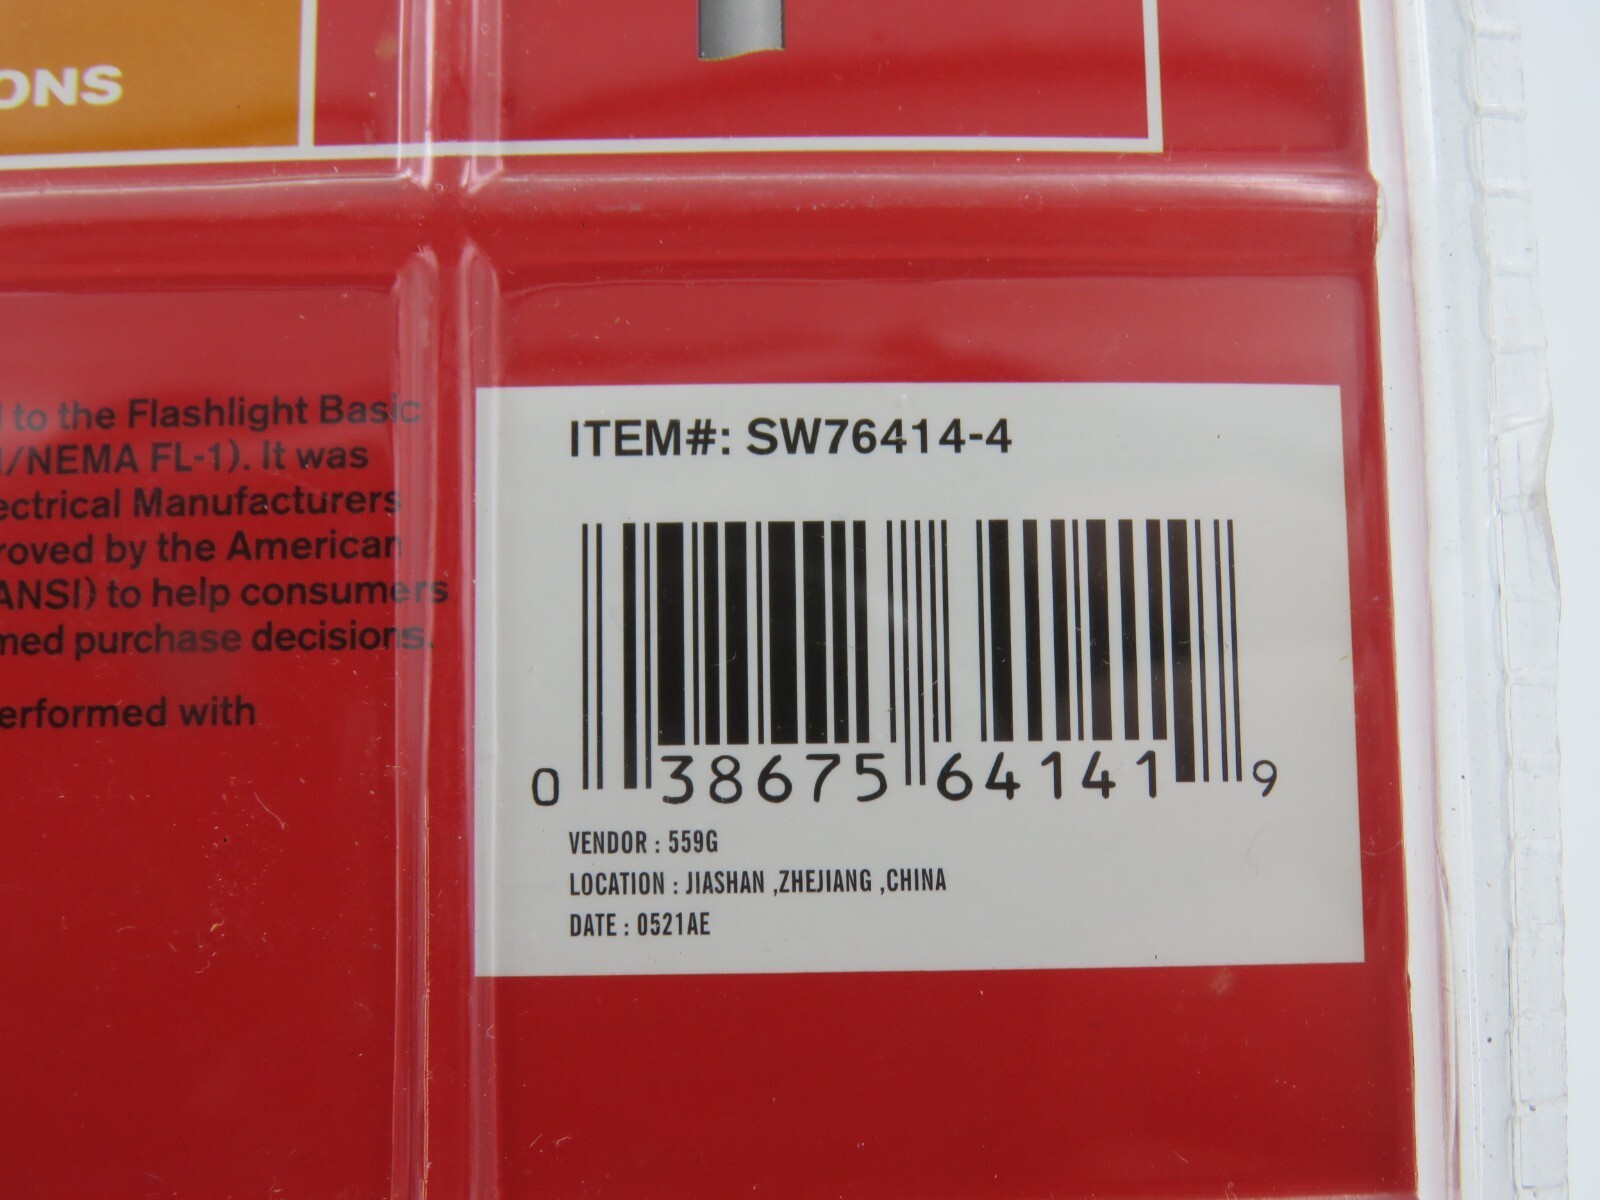 ONS
to the Flashlight Basic
/NEMA FL-1). It was
ectrical Manufacturers
roved by the American
ANSI) to help consumers
med purchase decisions.
erformed with
ITEM#: SW76414-4
0 38675 64141 9
VENDOR : 559G
LOCATION : JIASHAN ,ZHEJIANG ,CHINA
DATE : 0521AE